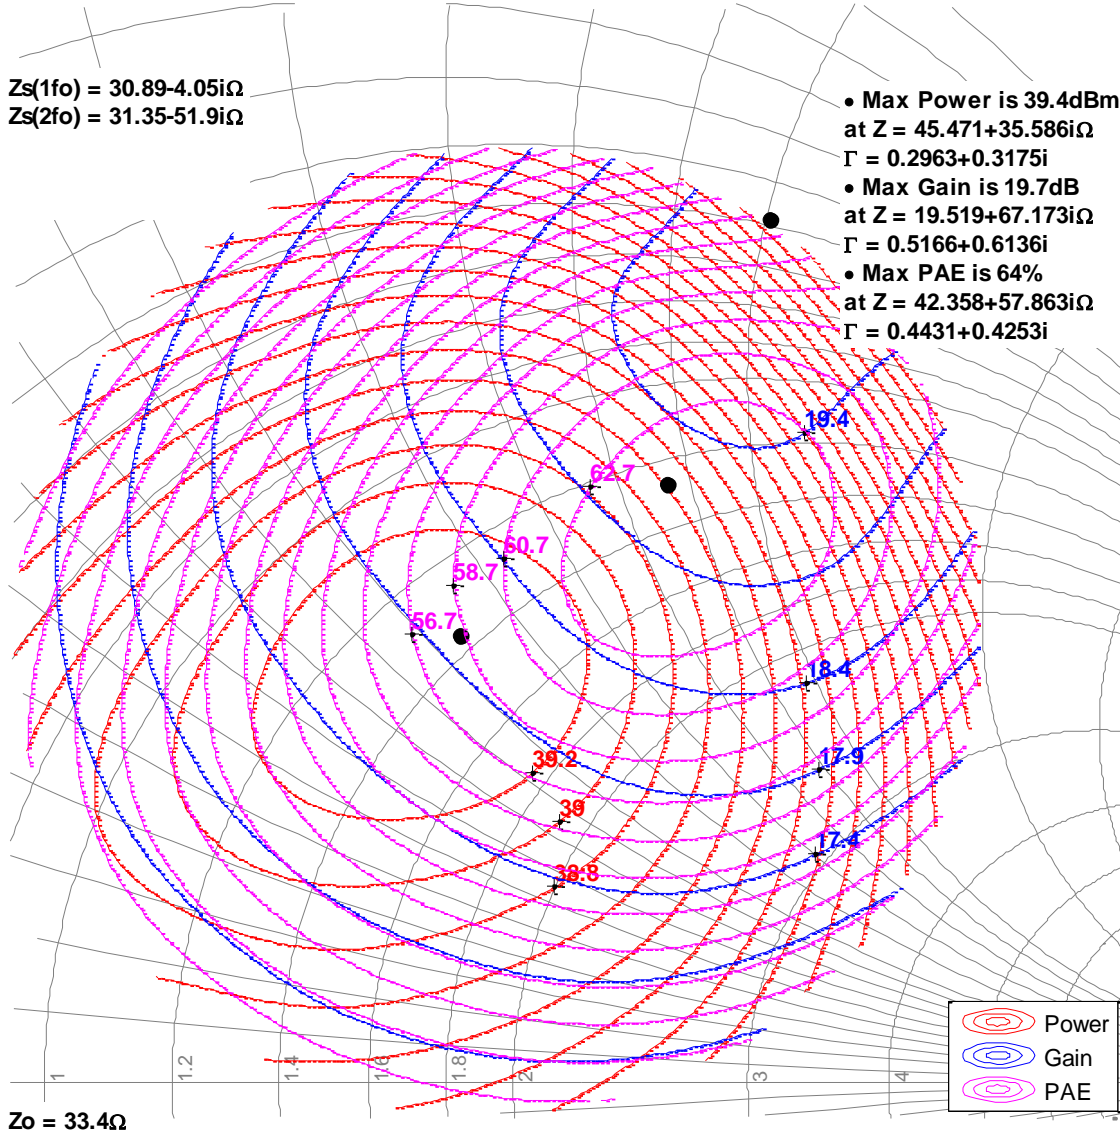 Zs(1fo) = 30.89-4.05iΩ
Zs(2fo) = 31.35-51.9iΩ
• Max Power is 39.4dBm
at Z = 45.471+35.586iΩ
Γ = 0.2963+0.3175i
• Max Gain is 19.7dB
at Z = 19.519+67.173iΩ
Γ = 0.5166+0.6136i
• Max PAE is 64%
at Z = 42.358+57.863iΩ
Γ = 0.4431+0.4253i
19.4
62.7
60.7
58.7
56.7
18.4
39.2
17.9
39
17.4
38.8
1
1.2
1.4
1.6
1.8
2
3
4
Power
Gain
PAE
Zo = 33.4Ω